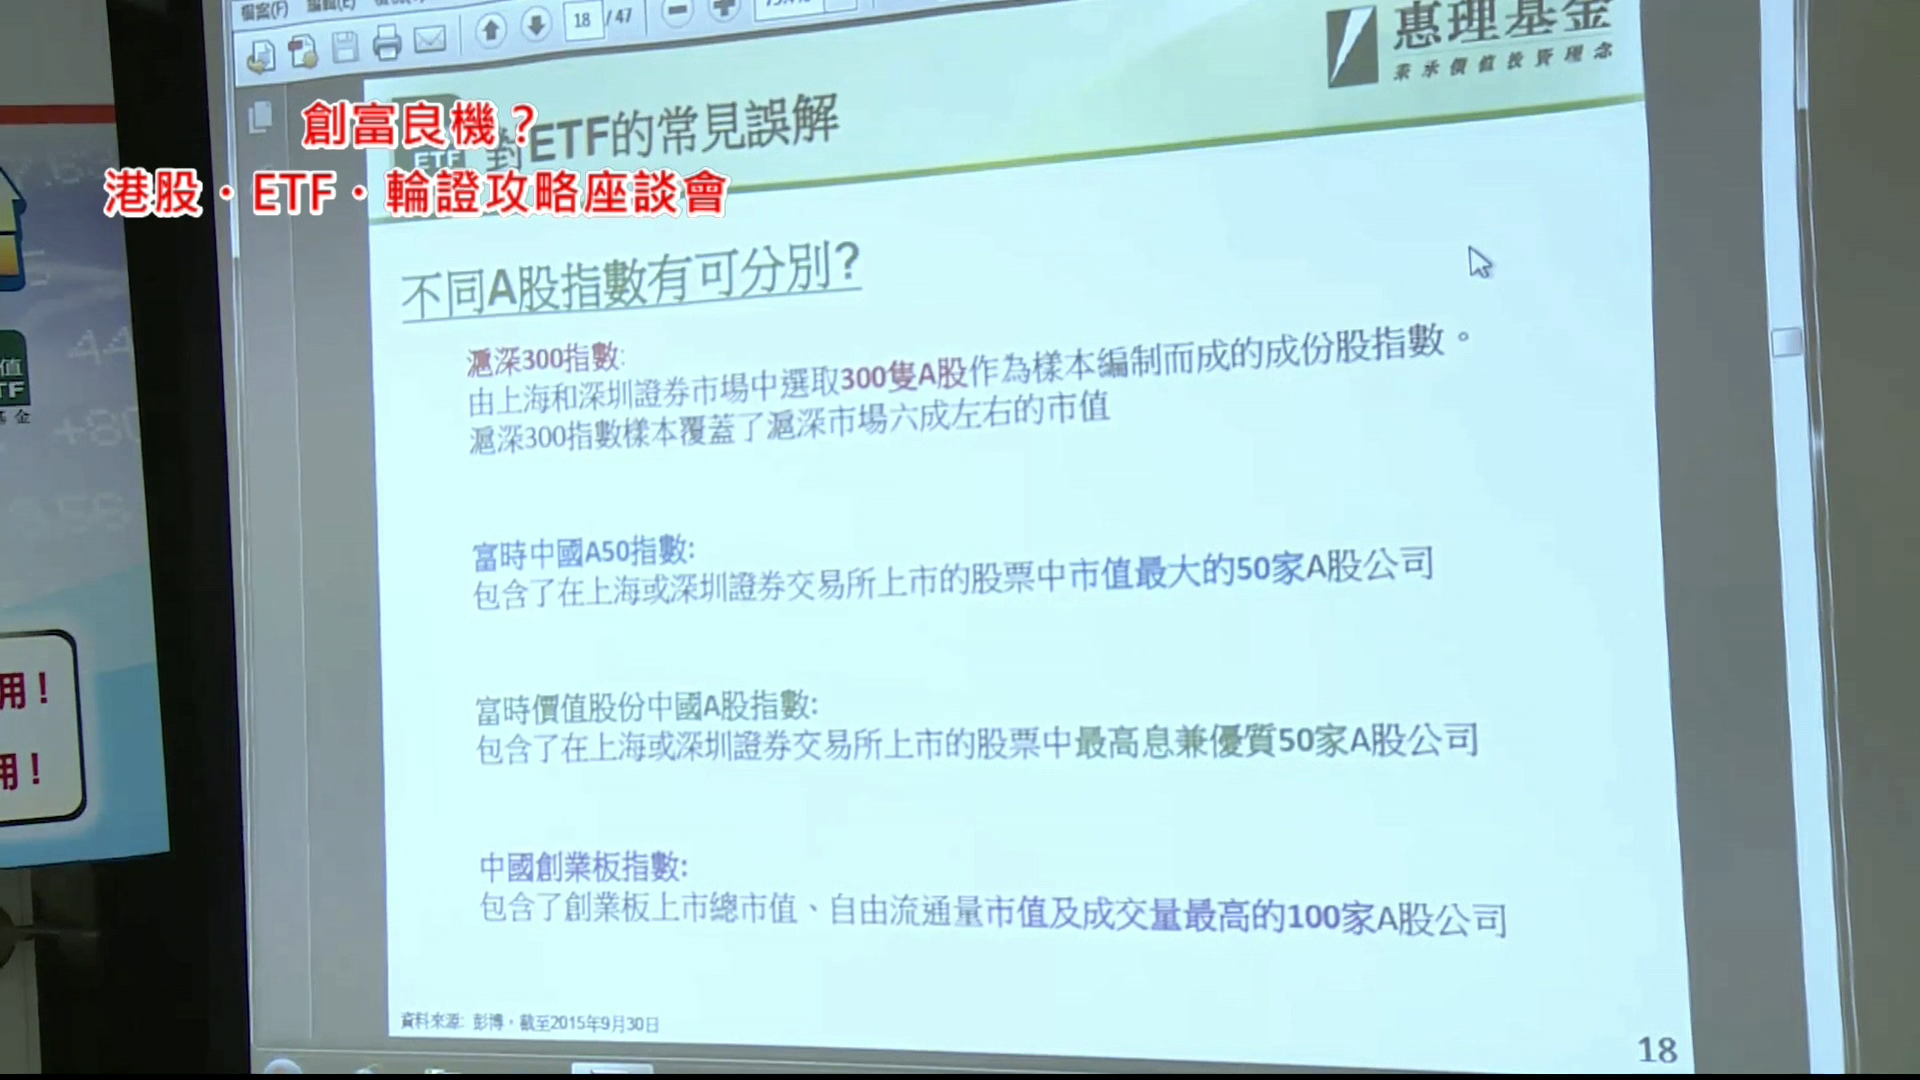 檔案(F)
18 / 47
惠理基金
秉承價值投資理念
創富良機？
港股．ETF．輪證攻略座談會
ETF
對ETF的常見誤解
不同A股指數有可分別?
滬深300指數:
由上海和深圳證券市場中選取300隻A股作為樣本編制而成的成份股指數。
滬深300指數樣本覆蓋了滬深市場六成左右的市值
富時中國A50指數:
包含了在上海或深圳證券交易所上市的股票中市值最大的50家A股公司
富時價值股份中國A股指數:
包含了在上海或深圳證券交易所上市的股票中最高息兼優質50家A股公司
中國創業板指數:
包含了創業板上市總市值、自由流通量市值及成交量最高的100家A股公司
資料來源: 彭博，截至2015年9月30日
18
值
TF
基金
用！
用！